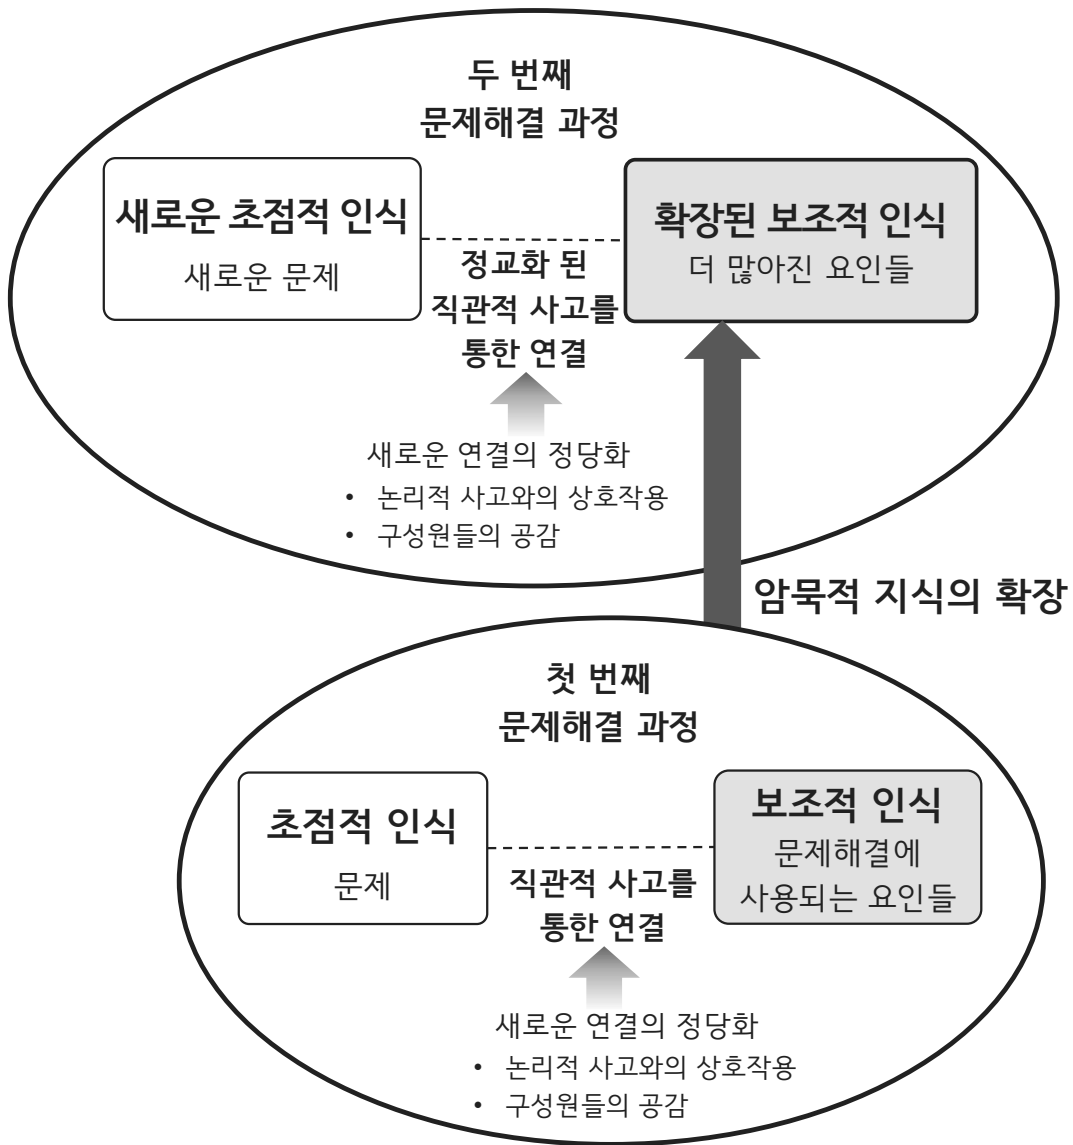 두 번째
문제해결 과정
새로운 초점적 인식
새로운 문제
확장된 보조적 인식
더 많아진 요인들
정교화 된
직관적 사고를
통한 연결
새로운 연결의 정당화
• 논리적 사고와의 상호작용
• 구성원들의 공감
암묵적 지식의 확장
첫 번째
문제해결 과정
초점적 인식
문제
보조적 인식
문제해결에
사용되는 요인들
직관적 사고를
통한 연결
새로운 연결의 정당화
• 논리적 사고와의 상호작용
• 구성원들의 공감